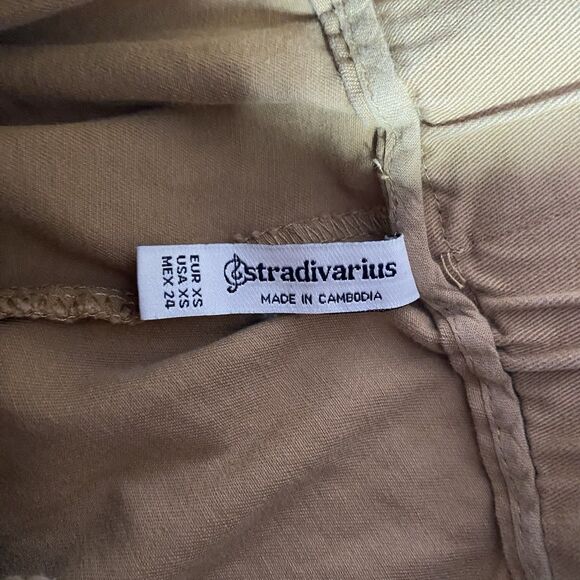 stradivarius
MADE IN CAMBODIA
EUR XS
USA XS
MEX 24